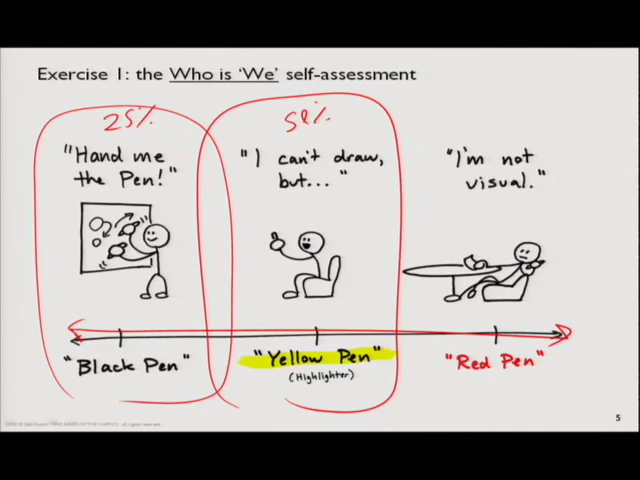 Exercise 1: the Who is 'We' self-assessment
25%
50%
"Hand me
the Pen!"
"I can't draw,
but..."
"I'm not
visual."
"Black Pen"
"Yellow Pen"
(Highlighter)
"Red Pen"
5